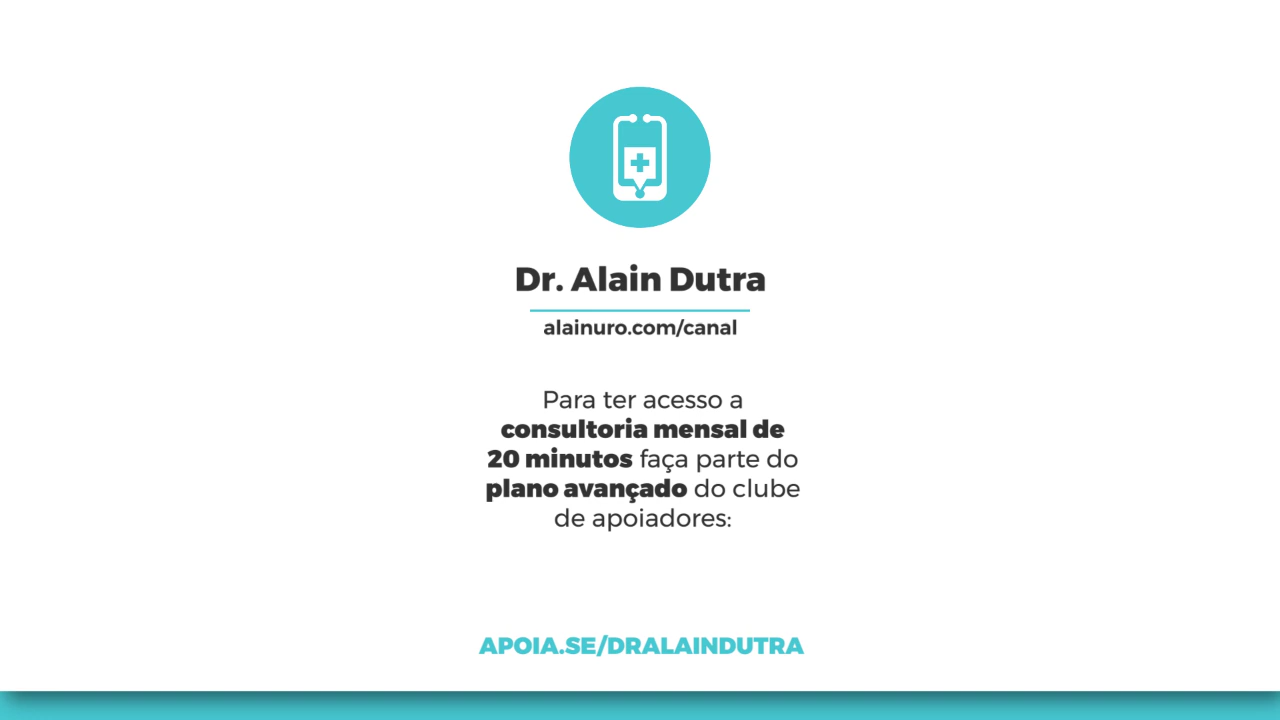 Dr. Alain Dutra
alainuro.com/canal
Para ter acesso a
consultoria mensal de
20 minutos faça parte do
plano avançado do clube
de apoiadores:
APOIA.SE/DRALAINDUTRA